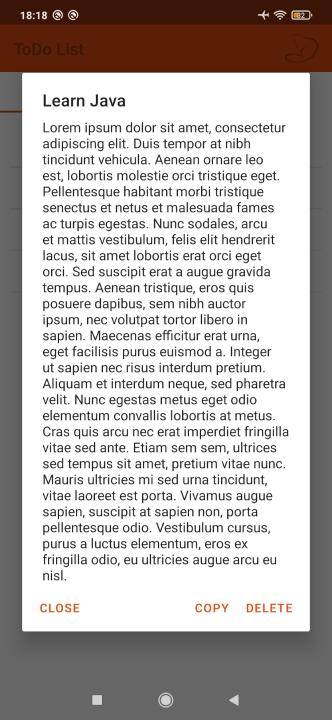 18:18
82
ToDo List
Learn Java
Lorem ipsum dolor sit amet, consectetur
adipiscing elit. Duis tempor at nibh
tincidunt vehicula. Aenean ornare leo
est, lobortis molestie orci tristique eget.
Pellentesque habitant morbi tristique
senectus et netus et malesuada fames
ac turpis egestas. Nunc sodales, arcu
et mattis vestibulum, felis elit hendrerit
lacus, sit amet lobortis erat orci eget
orci. Sed suscipit erat a augue gravida
tempus. Aenean tristique, eros quis
posuere dapibus, sem nibh auctor
ipsum, nec volutpat tortor libero in
sapien. Maecenas efficitur erat urna,
eget facilisis purus euismod a. Integer
ut sapien nec risus interdum pretium.
Aliquam et interdum neque, sed pharetra
velit. Nunc egestas metus eget odio
elementum convallis lobortis at metus.
Cras quis arcu nec erat imperdiet fringilla
vitae sed ante. Etiam sem sem, ultrices
sed tempus sit amet, pretium vitae nunc.
Mauris ultricies mi sed urna tincidunt,
vitae laoreet est porta. Vivamus augue
sapien, suscipit at sapien non, porta
pellentesque odio. Vestibulum cursus,
purus a luctus elementum, eros ex
fringilla odio, eu ultricies augue arcu eu
nisl.
CLOSE COPY DELETE